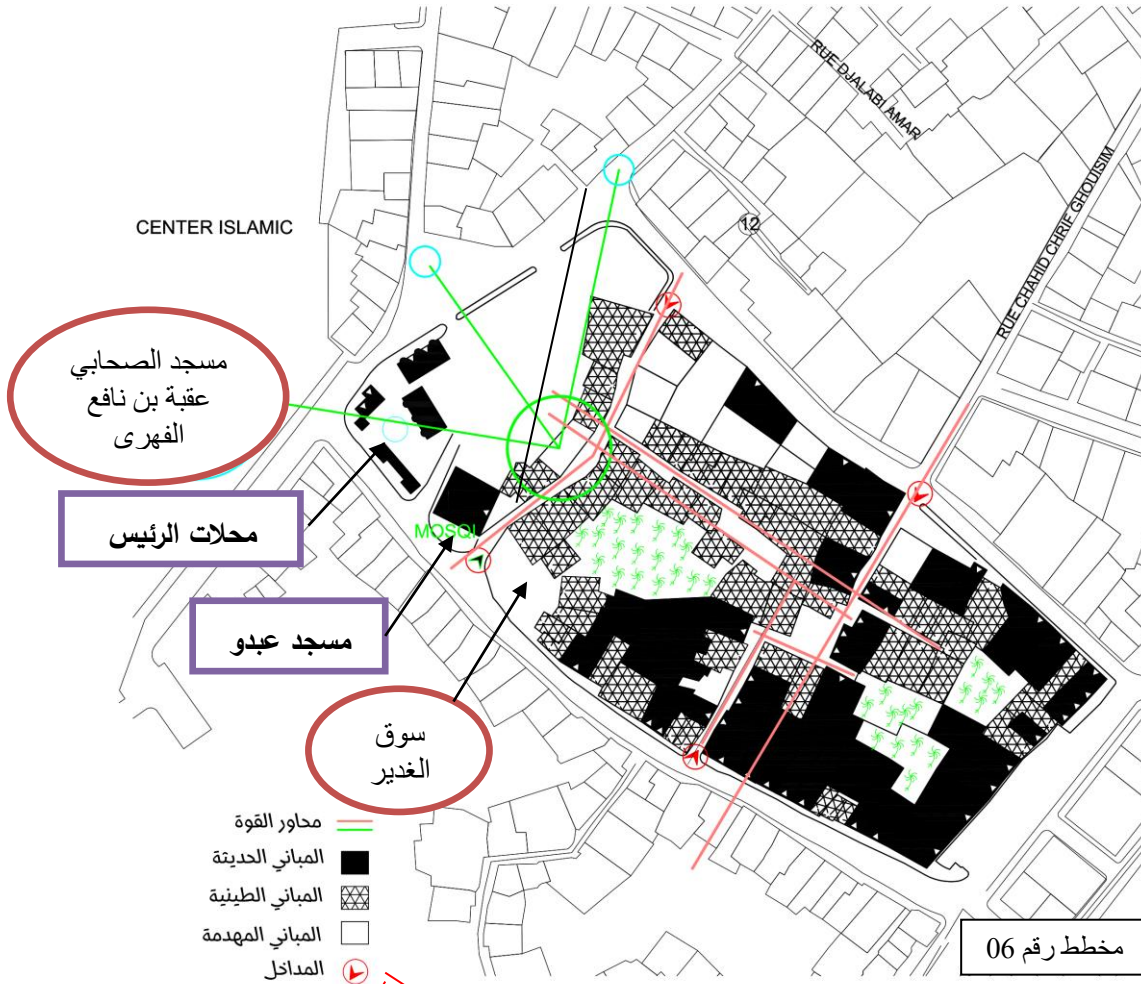 RUE DJALABI AMAR
RUE CHAHID CHRIF GHOUISIM
12
CENTER ISLAMIC
مسجد الصحابي
عقبة بن نافع
الفهرى
محلات الرئيس
MOSQI
مسجد عبدو
سوق
الغدير
محاور القوة
المباني الحديثة
المباني الطينية
المباني المهدمة
المداخل
مخطط رقم 06